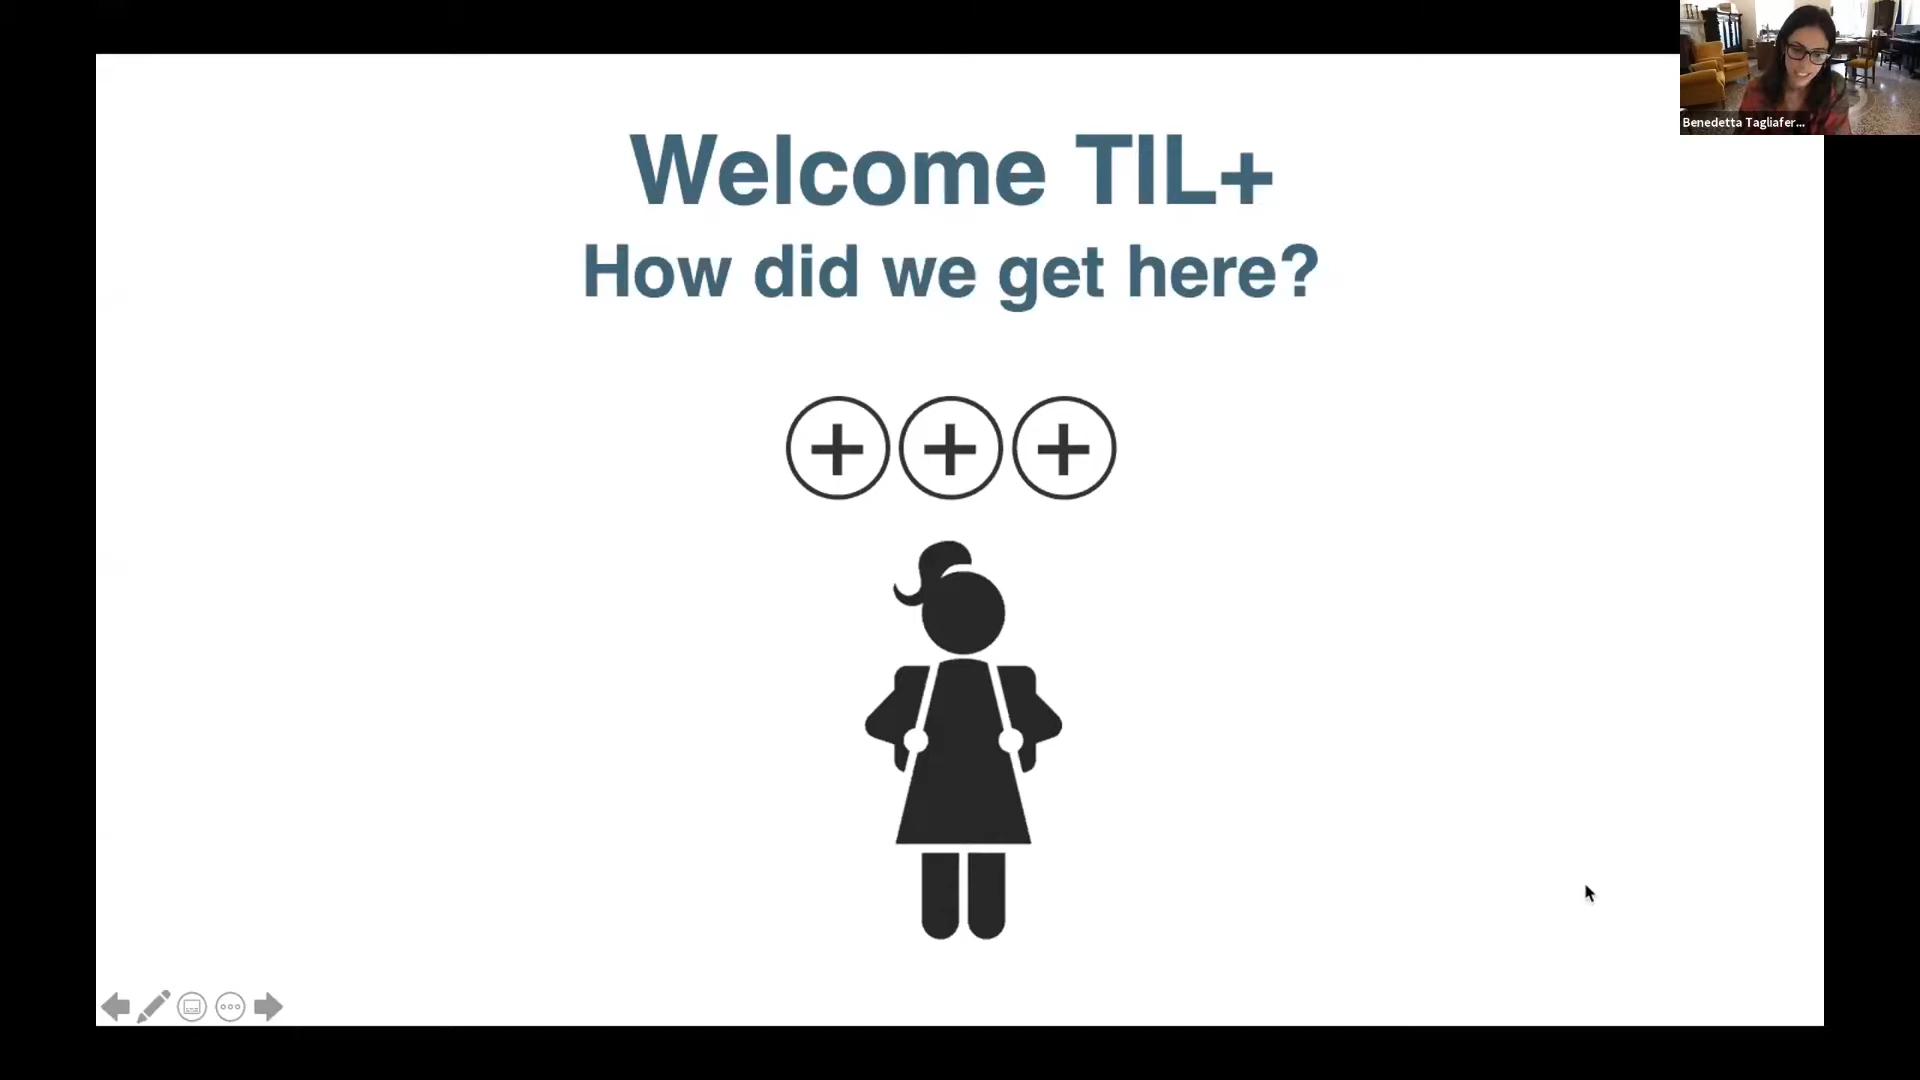 Welcome TIL+
How did we get here?
+ + +
Benedetta Tagliafer...